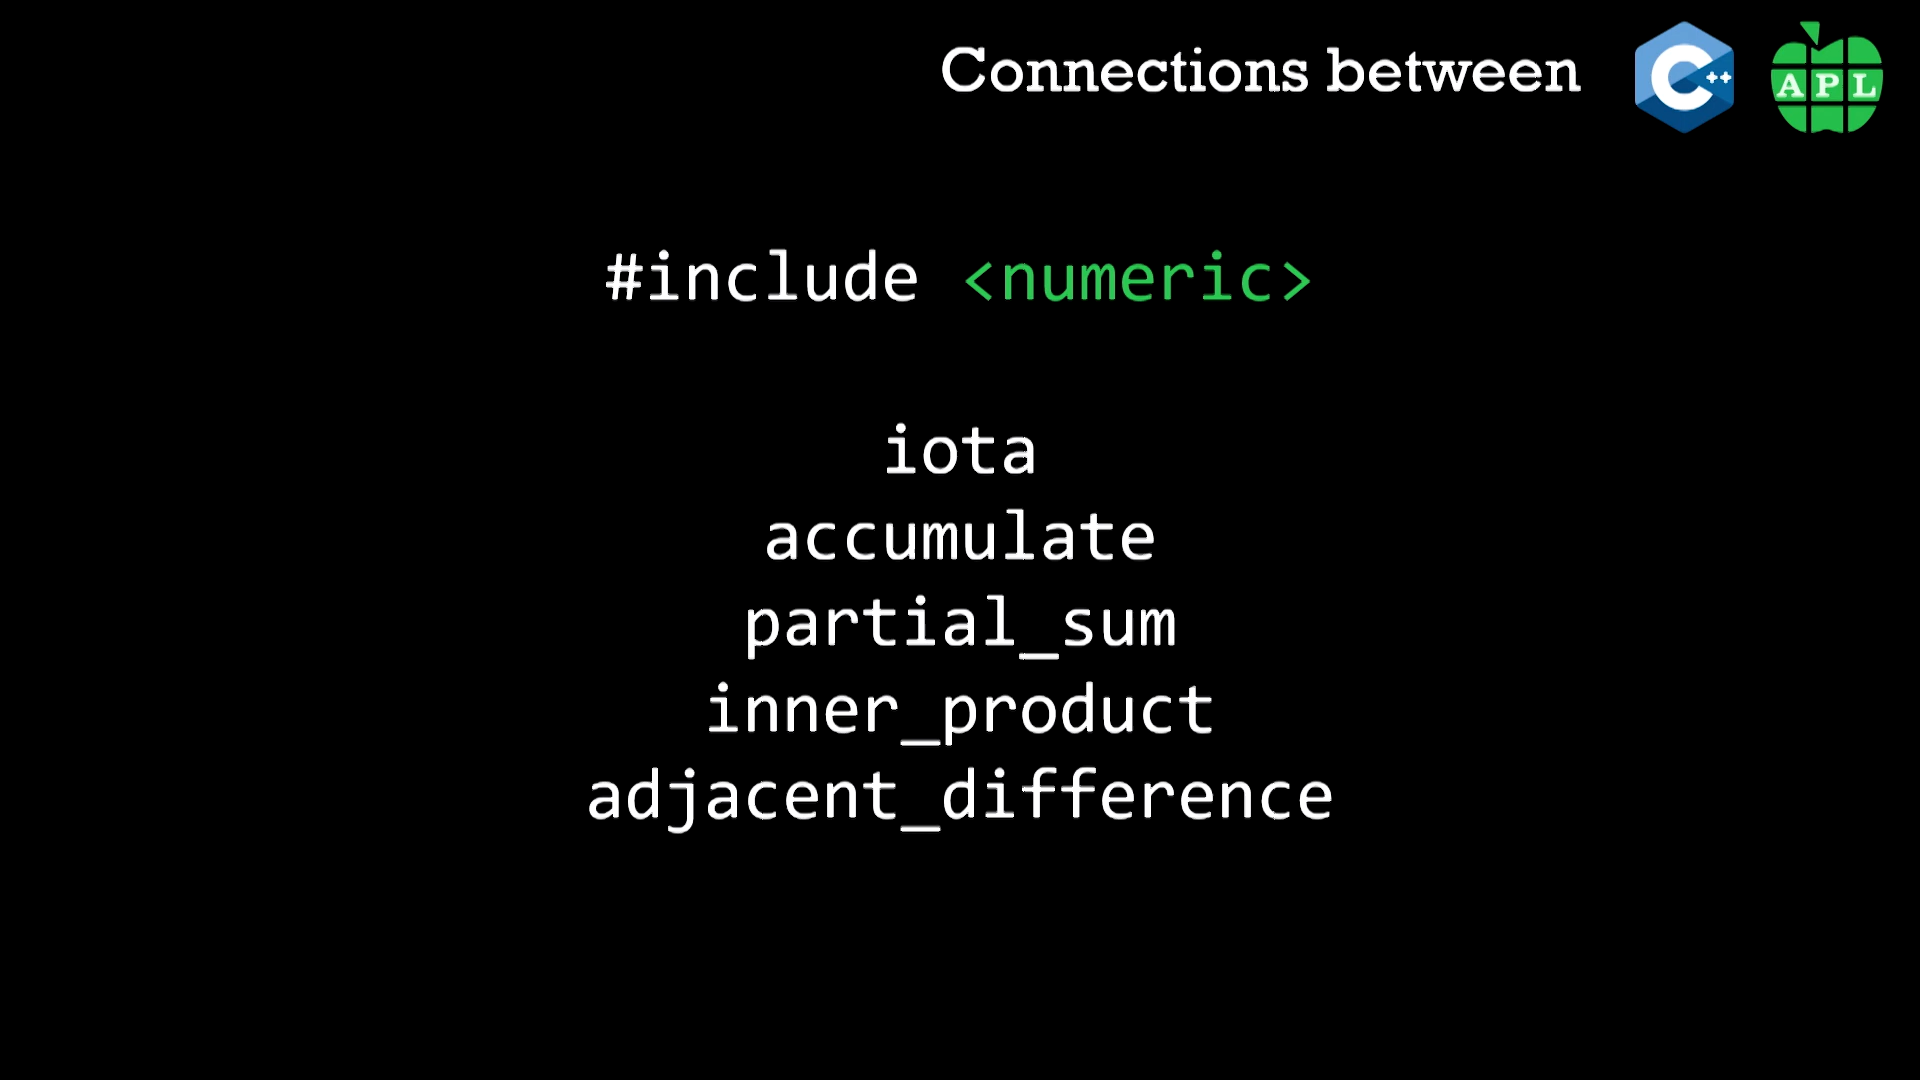 Connections between C++ APL
#include <numeric>
iota
accumulate
partial_sum
inner_product
adjacent_difference